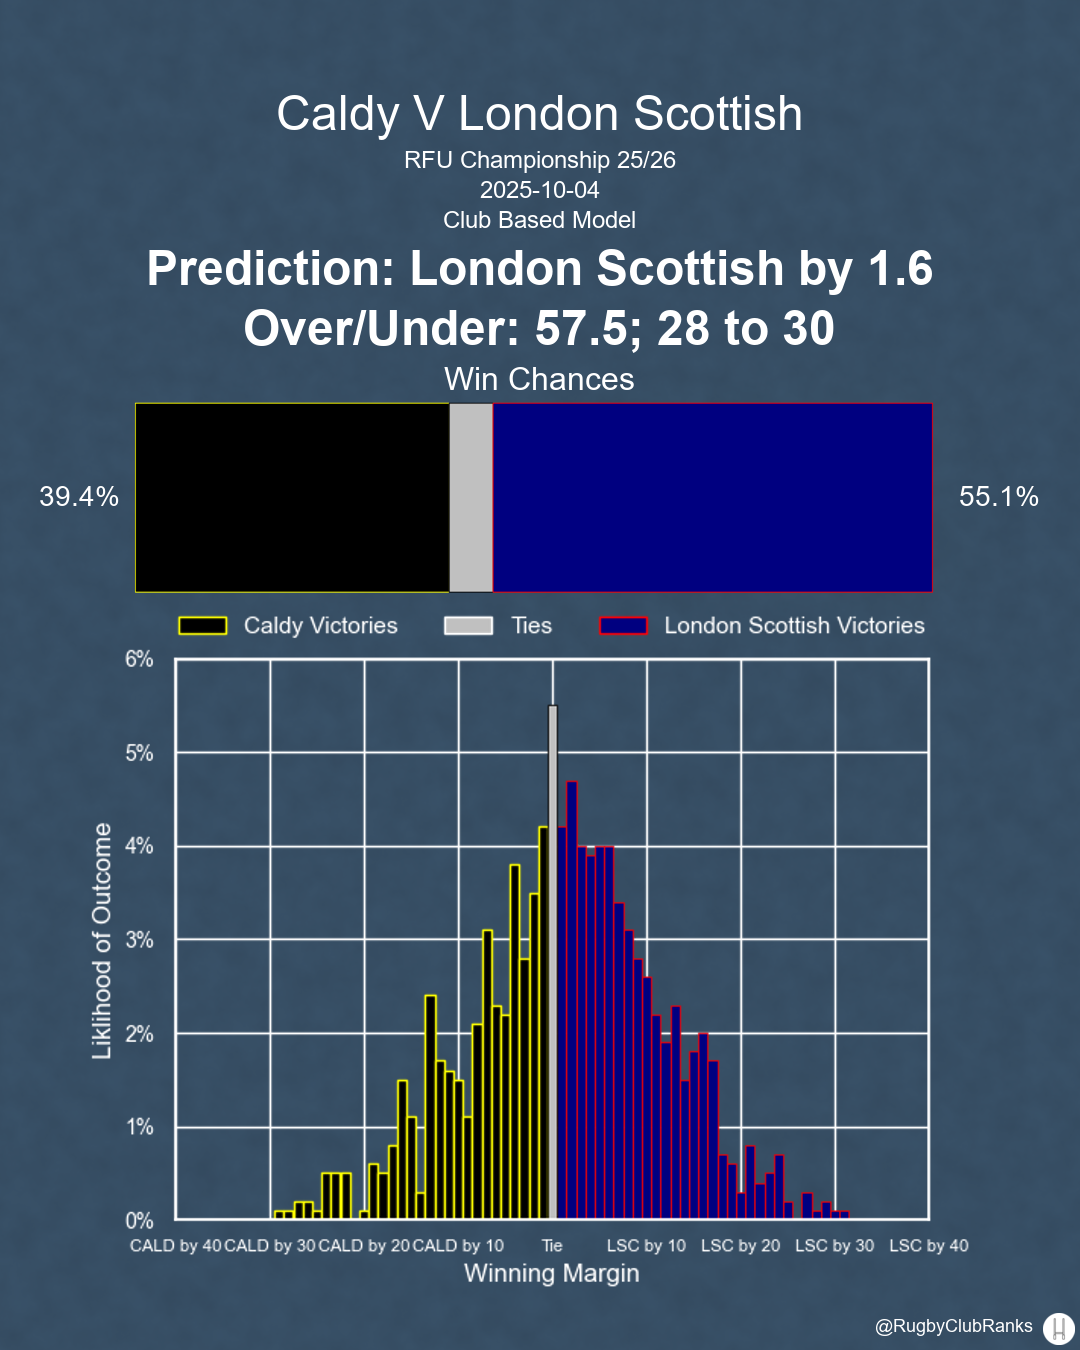 Caldy V London Scottish
RFU Championship 25/26
2025-10-04
Club Based Model
Prediction: London Scottish by 1.6
Over/Under: 57.5; 28 to 30
Win Chances
39.4%
55.1%
Caldy Victories
Ties
London Scottish Victories
6%
5%
4%
3%
2%
1%
0%
Liklihood of Outcome
CALD by 40 CALD by 30 CALD by 20 CALD by 10 Tie LSC by 10 LSC by 20 LSC by 30 LSC by 40
Winning Margin
@RugbyClubRanks